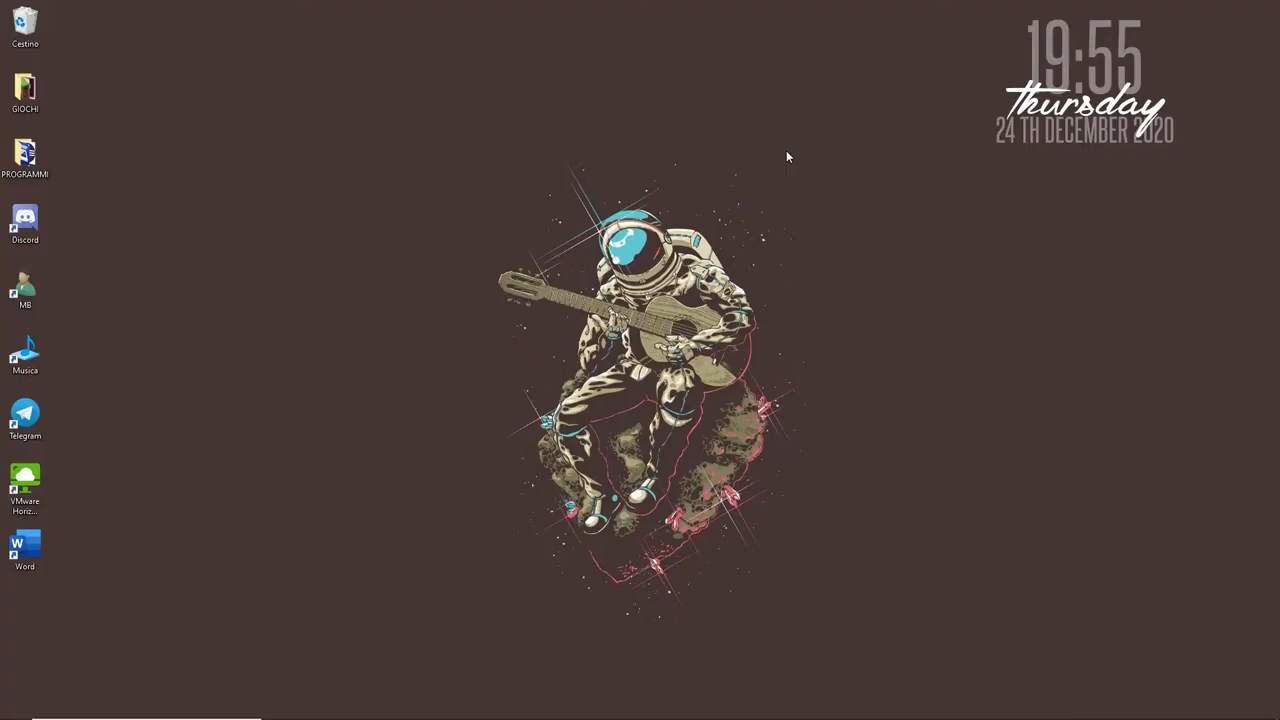 Cestino
GIOCHI
PROGRAMMI
Discord
MB
Musica
Telegram
VMware
Horiz...
W
Word
19:55
thursday
24 TH DECEMBER 2020